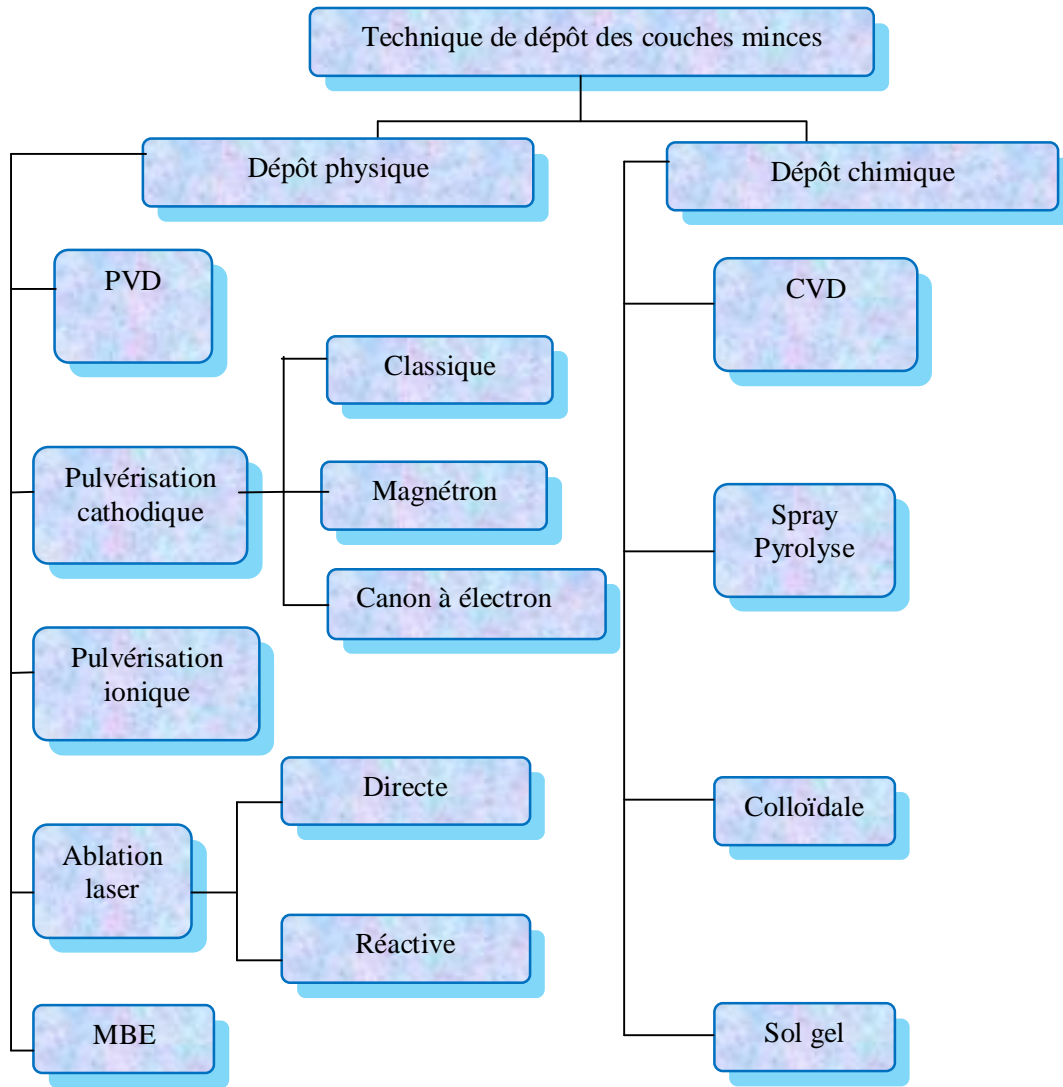 Technique de dépôt des couches minces
Dépôt physique
Dépôt chimique
PVD
CVD
Classique
Pulvérisation
cathodique
Magnétron
Spray
Pyrolyse
Canon à électron
Pulvérisation
ionique
Directe
Colloïdale
Ablation
laser
Réactive
MBE
Sol gel